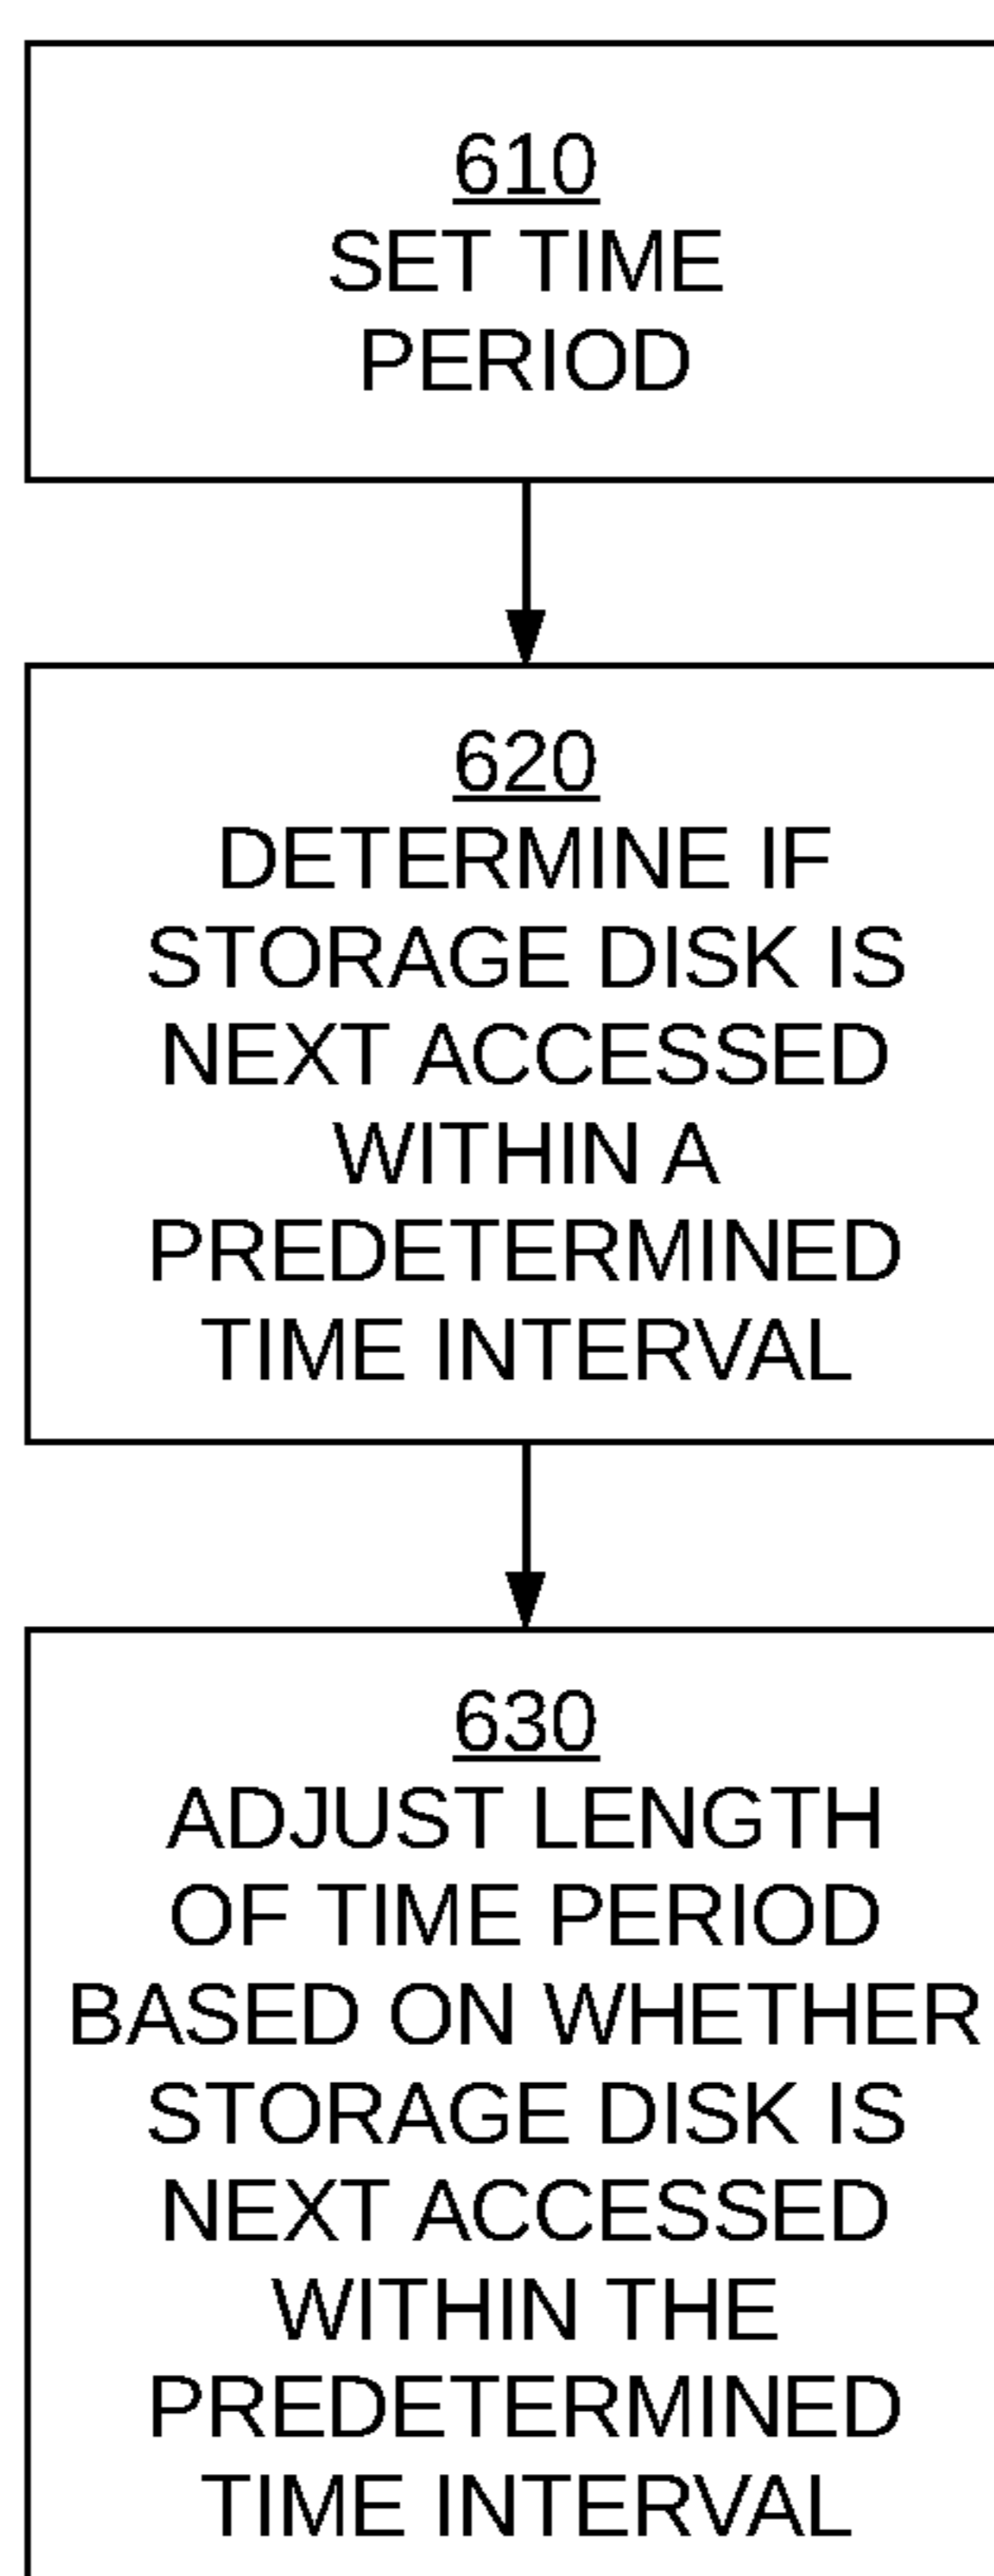 610
SET TIME
PERIOD
620
DETERMINE IF
STORAGE DISK IS
NEXT ACCESSED
WITHIN A
PREDETERMINED
TIME INTERVAL
630
ADJUST LENGTH
OF TIME PERIOD
BASED ON WHETHER
STORAGE DISK IS
NEXT ACCESSED
WITHIN THE
PREDETERMINED
TIME INTERVAL